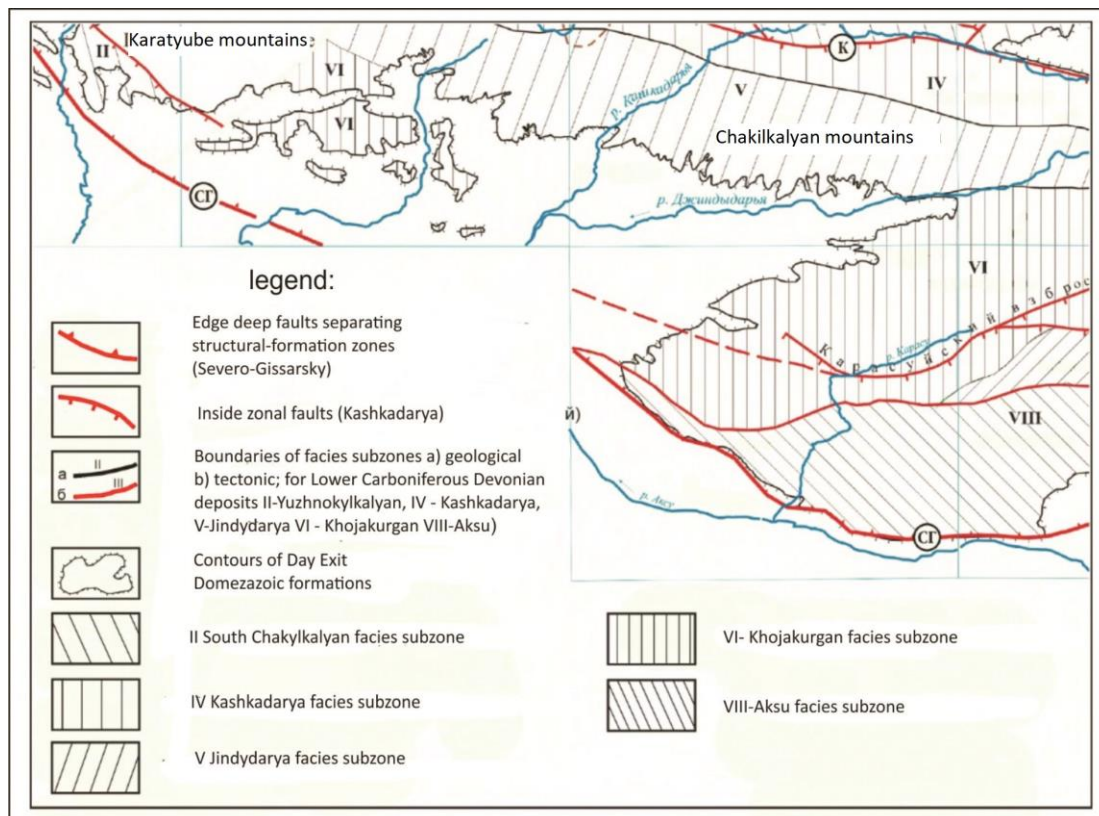 Karatyube mountains
II
VI
VI
К
IV
V
р. Кашкадарья
Chakilkalyan mountains
СГ
р. Джиндыдарья
VI
Карасуйский взброс
р. Карасу
VIII
й)
р. Аксу
СГ
legend:
Edge deep faults separating
structural-formation zones
(Severo-Gissarsky)
Inside zonal faults (Kashkadarya)
а II
б III
Boundaries of facies subzones a) geological
b) tectonic; for Lower Carboniferous Devonian
deposits II-Yuzhnokylkalyan, IV - Kashkadarya,
V-Jindydarya VI - Khojakurgan VIII-Aksu)
Contours of Day Exit
Domezazoic formations
II South Chakylkalyan facies subzone
IV Kashkadarya facies subzone
V Jindydarya facies subzone
VI- Khojakurgan facies subzone
VIII-Aksu facies subzone